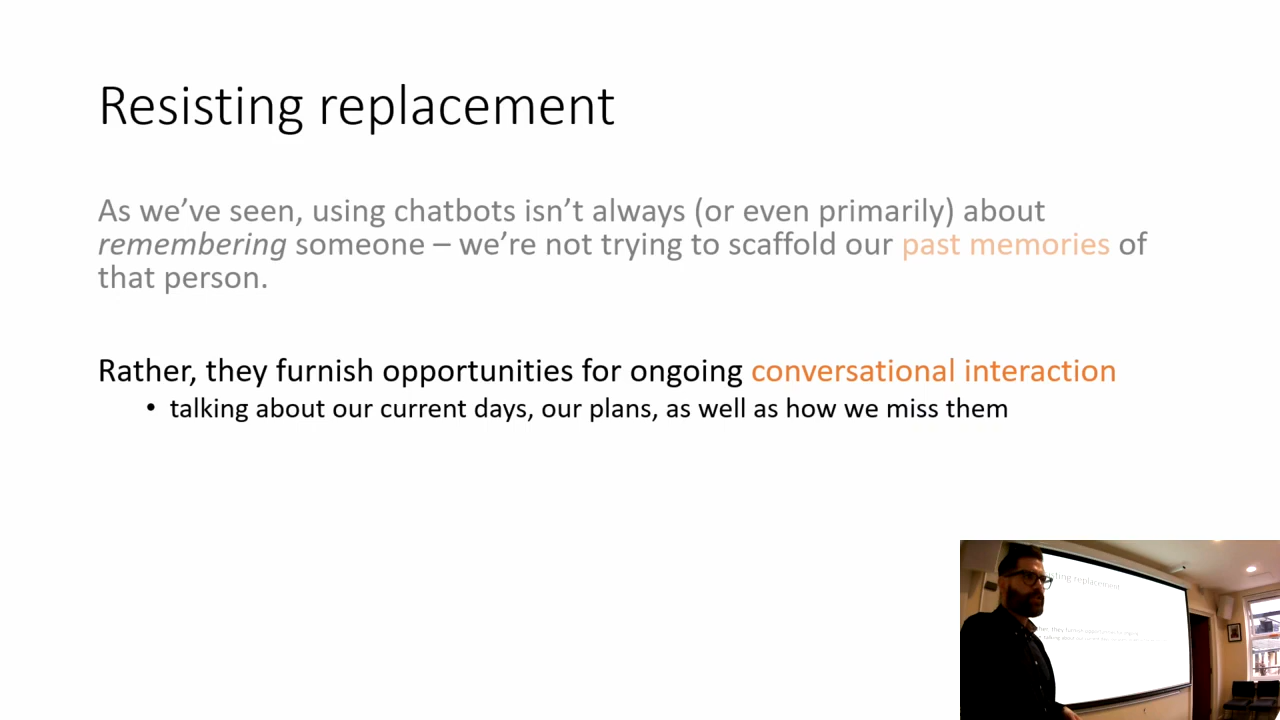 Resisting replacement
As we’ve seen, using chatbots isn’t always (or even primarily) about
remembering someone – we’re not trying to scaffold our past memories of
that person.
Rather, they furnish opportunities for ongoing conversational interaction
• talking about our current days, our plans, as well as how we miss them